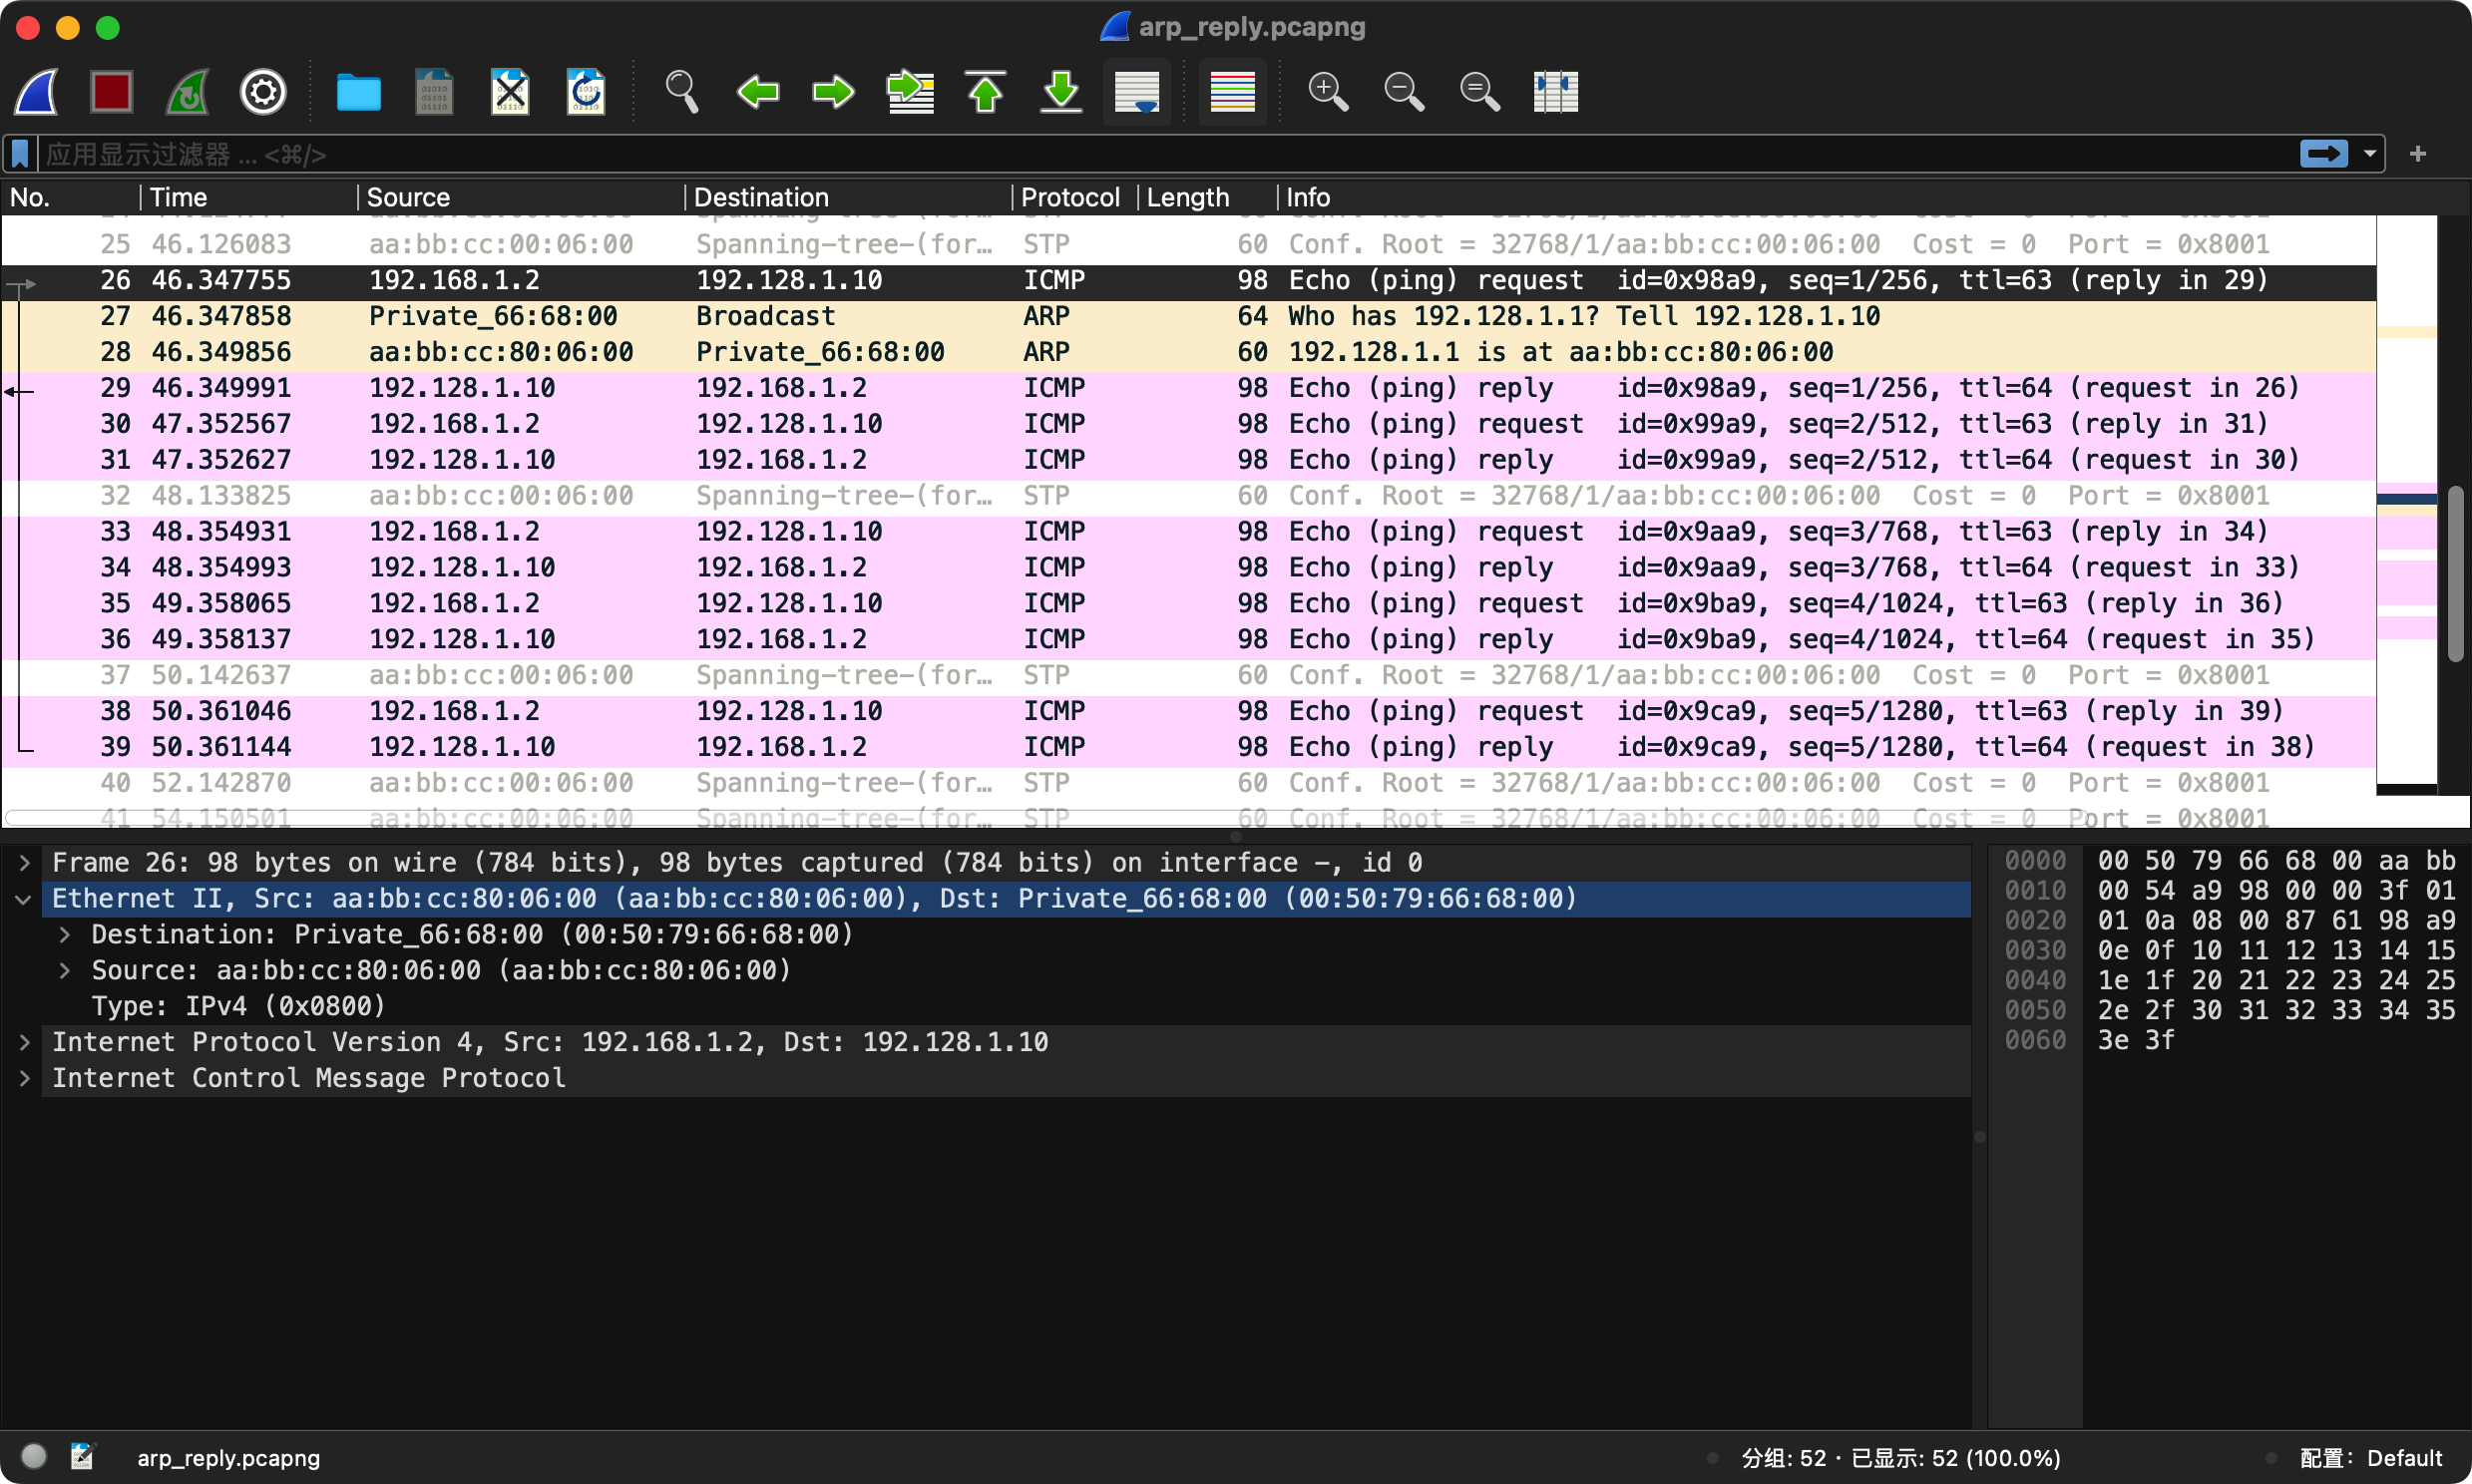 arp_reply.pcapng
应用显示过滤器 … <⌘/>
No. Time Source Destination Protocol Length Info
25 46.126083 aa:bb:cc:00:06:00 Spanning-tree-(for… STP 60 Conf. Root = 32768/1/aa:bb:cc:00:06:00 Cost = 0 Port = 0x8001
26 46.347755 192.168.1.2 192.128.1.10 ICMP 98 Echo (ping) request id=0x98a9, seq=1/256, ttl=63 (reply in 29)
27 46.347858 Private_66:68:00 Broadcast ARP 64 Who has 192.128.1.1? Tell 192.128.1.10
28 46.349856 aa:bb:cc:80:06:00 Private_66:68:00 ARP 60 192.128.1.1 is at aa:bb:cc:80:06:00
29 46.349991 192.128.1.10 192.168.1.2 ICMP 98 Echo (ping) reply id=0x98a9, seq=1/256, ttl=64 (request in 26)
30 47.352567 192.168.1.2 192.128.1.10 ICMP 98 Echo (ping) request id=0x99a9, seq=2/512, ttl=63 (reply in 31)
31 47.352627 192.128.1.10 192.168.1.2 ICMP 98 Echo (ping) reply id=0x99a9, seq=2/512, ttl=64 (request in 30)
32 48.133825 aa:bb:cc:00:06:00 Spanning-tree-(for… STP 60 Conf. Root = 32768/1/aa:bb:cc:00:06:00 Cost = 0 Port = 0x8001
33 48.354931 192.168.1.2 192.128.1.10 ICMP 98 Echo (ping) request id=0x9aa9, seq=3/768, ttl=63 (reply in 34)
34 48.354993 192.128.1.10 192.168.1.2 ICMP 98 Echo (ping) reply id=0x9aa9, seq=3/768, ttl=64 (request in 33)
35 49.358065 192.168.1.2 192.128.1.10 ICMP 98 Echo (ping) request id=0x9ba9, seq=4/1024, ttl=63 (reply in 36)
36 49.358137 192.128.1.10 192.168.1.2 ICMP 98 Echo (ping) reply id=0x9ba9, seq=4/1024, ttl=64 (request in 35)
37 50.142637 aa:bb:cc:00:06:00 Spanning-tree-(for… STP 60 Conf. Root = 32768/1/aa:bb:cc:00:06:00 Cost = 0 Port = 0x8001
38 50.361046 192.168.1.2 192.128.1.10 ICMP 98 Echo (ping) request id=0x9ca9, seq=5/1280, ttl=63 (reply in 39)
39 50.361144 192.128.1.10 192.168.1.2 ICMP 98 Echo (ping) reply id=0x9ca9, seq=5/1280, ttl=64 (request in 38)
40 52.142870 aa:bb:cc:00:06:00 Spanning-tree-(for… STP 60 Conf. Root = 32768/1/aa:bb:cc:00:06:00 Cost = 0 Port = 0x8001
41 54.150501 aa:bb:cc:00:06:00 Spanning-tree-(for… STP 60 Conf. Root = 32768/1/aa:bb:cc:00:06:00 Cost = 0 Port = 0x8001
Frame 26: 98 bytes on wire (784 bits), 98 bytes captured (784 bits) on interface -, id 0
Ethernet II, Src: aa:bb:cc:80:06:00 (aa:bb:cc:80:06:00), Dst: Private_66:68:00 (00:50:79:66:68:00)
Destination: Private_66:68:00 (00:50:79:66:68:00)
Source: aa:bb:cc:80:06:00 (aa:bb:cc:80:06:00)
Type: IPv4 (0x0800)
Internet Protocol Version 4, Src: 192.168.1.2, Dst: 192.128.1.10
Internet Control Message Protocol
0000 00 50 79 66 68 00 aa bb
0010 00 54 a9 98 00 00 3f 01
0020 01 0a 08 00 87 61 98 a9
0030 0e 0f 10 11 12 13 14 15
0040 1e 1f 20 21 22 23 24 25
0050 2e 2f 30 31 32 33 34 35
0060 3e 3f
arp_reply.pcapng
分组: 52 · 已显示: 52 (100.0%)
配置: Default